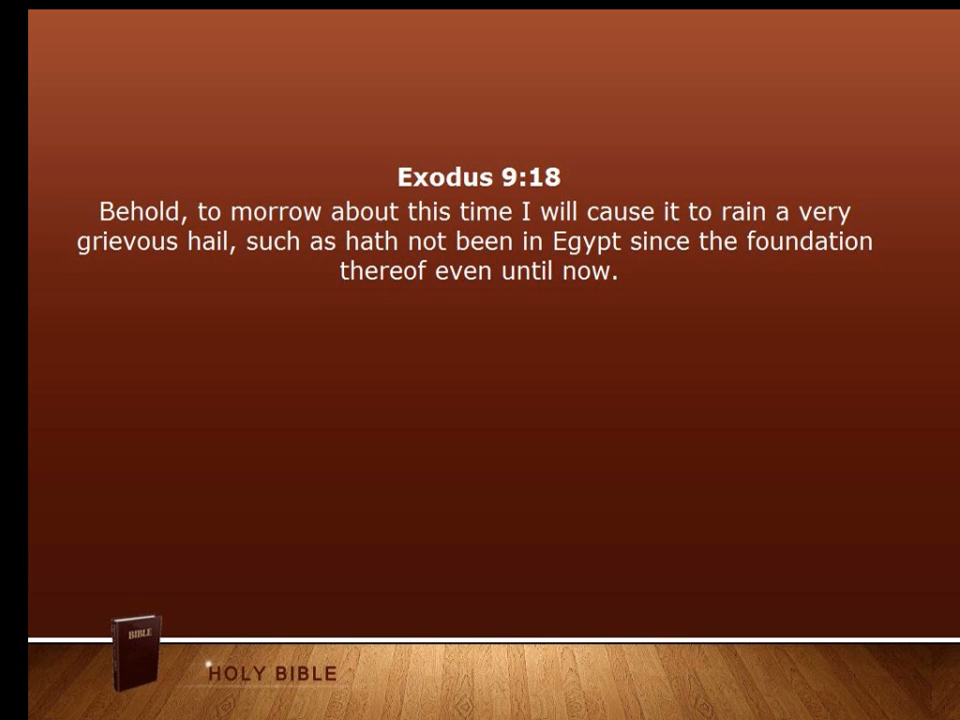 Exodus 9:18
Behold, to morrow about this time I will cause it to rain a very
grievous hail, such as hath not been in Egypt since the foundation
thereof even until now.
BIBLE
HOLY BIBLE